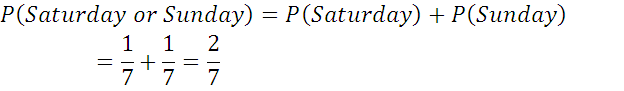 P(Saturday or Sunday) = P(Saturday) + P(Sunday)
= 1/7 + 1/7 = 2/7